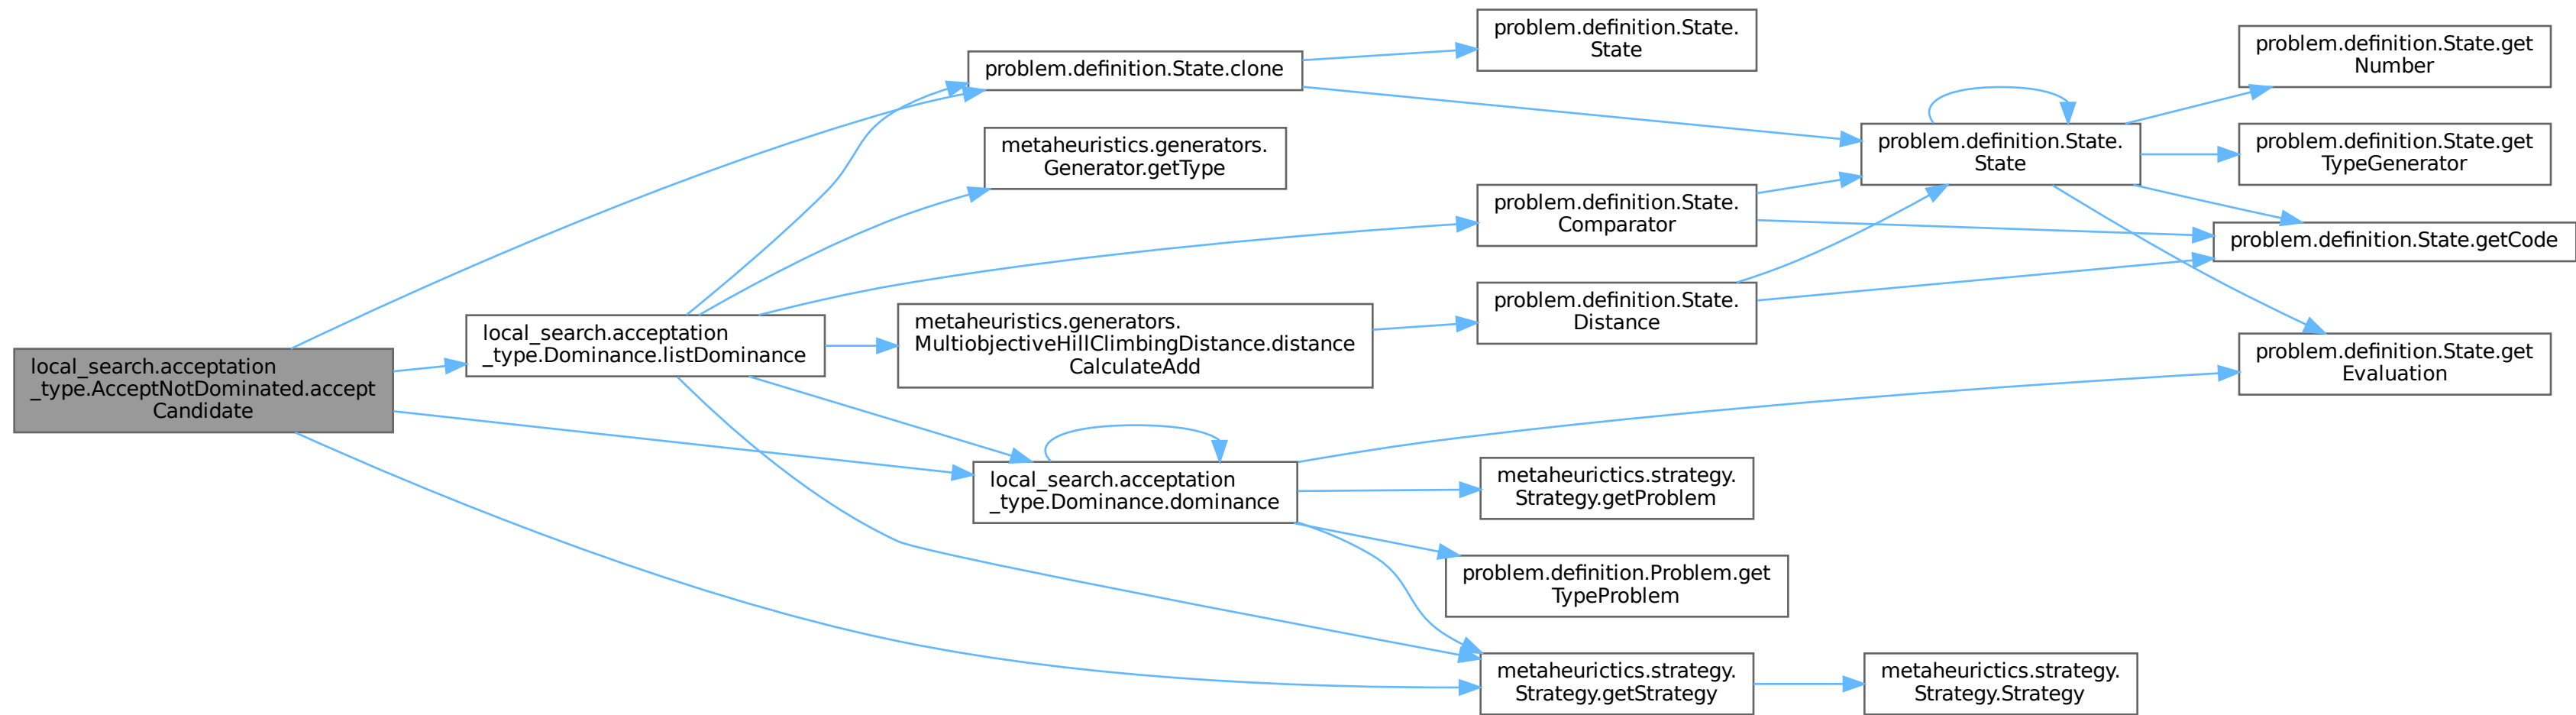 local_search.acceptation
_type.AcceptNotDominated.accept
Candidate
local_search.acceptation
_type.Dominance.listDominance
problem.definition.State.clone
metaheuristics.generators.
Generator.getType
metaheuristics.generators.
MultiobjectiveHillClimbingDistance.distance
CalculateAdd
local_search.acceptation
_type.Dominance.dominance
problem.definition.State.
State
problem.definition.State.
Comparator
problem.definition.State.
Distance
metaheurictics.strategy.
Strategy.getProblem
problem.definition.Problem.get
TypeProblem
metaheurictics.strategy.
Strategy.getStrategy
problem.definition.State.
State
metaheurictics.strategy.
Strategy.Strategy
problem.definition.State.get
Number
problem.definition.State.get
TypeGenerator
problem.definition.State.getCode
problem.definition.State.get
Evaluation